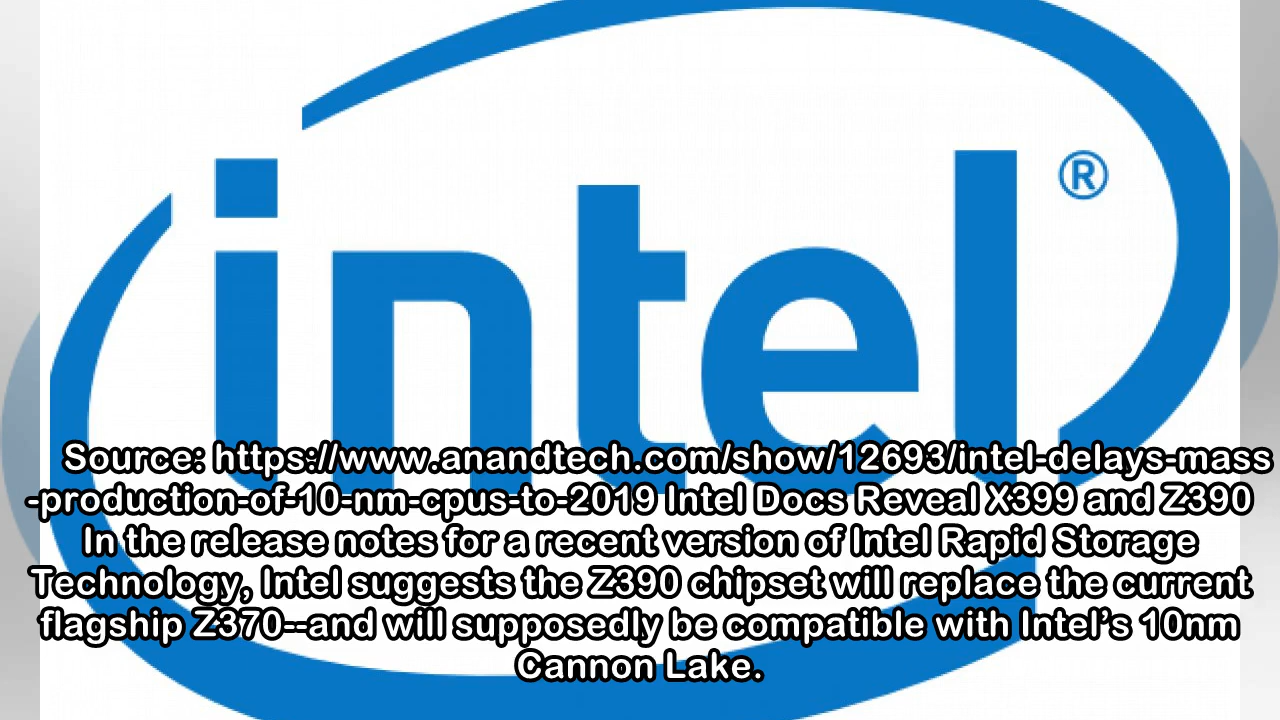 intel®
Source: https://www.anandtech.com/show/12693/intel-delays-mass
-production-of-10-nm-cpus-to-2019 Intel Docs Reveal X399 and Z390
In the release notes for a recent version of Intel Rapid Storage
Technology, Intel suggests the Z390 chipset will replace the current
flagship Z370--and will supposedly be compatible with Intel’s 10nm
Cannon Lake.